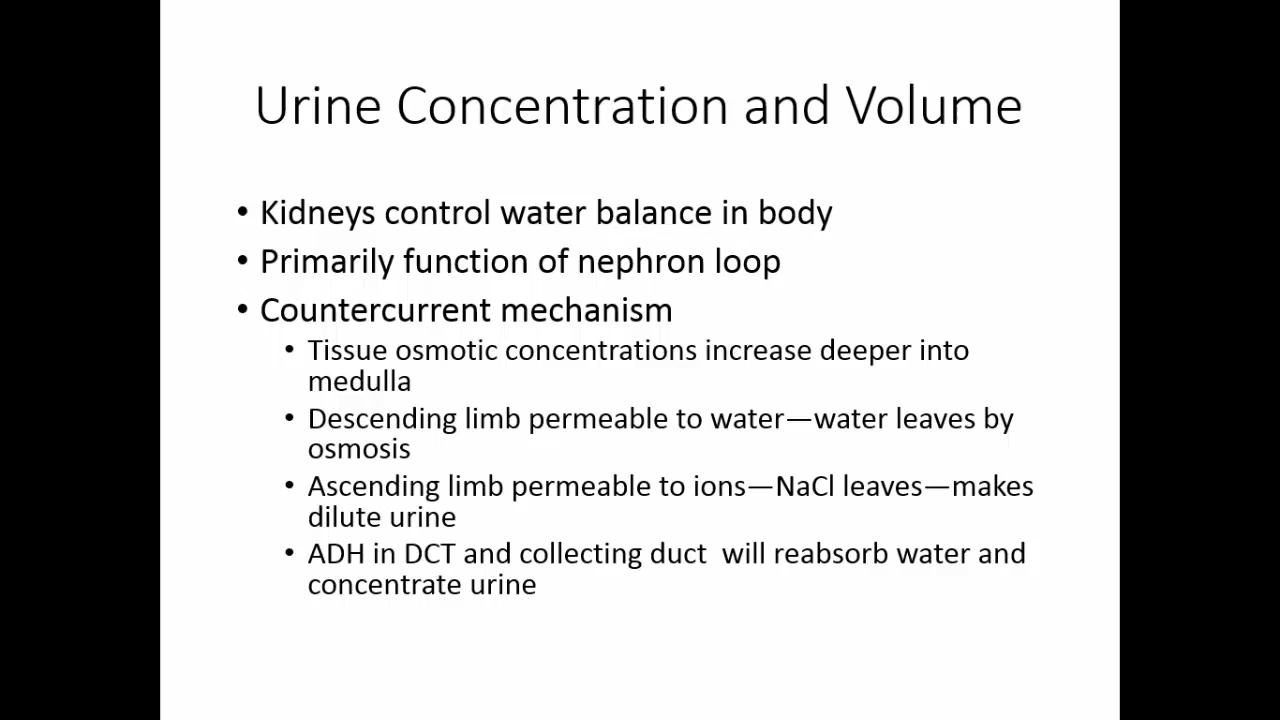 Urine Concentration and Volume
• Kidneys control water balance in body
• Primarily function of nephron loop
• Countercurrent mechanism
• Tissue osmotic concentrations increase deeper into
medulla
• Descending limb permeable to water—water leaves by
osmosis
• Ascending limb permeable to ions—NaCl leaves—makes
dilute urine
• ADH in DCT and collecting duct  will reabsorb water and
concentrate urine